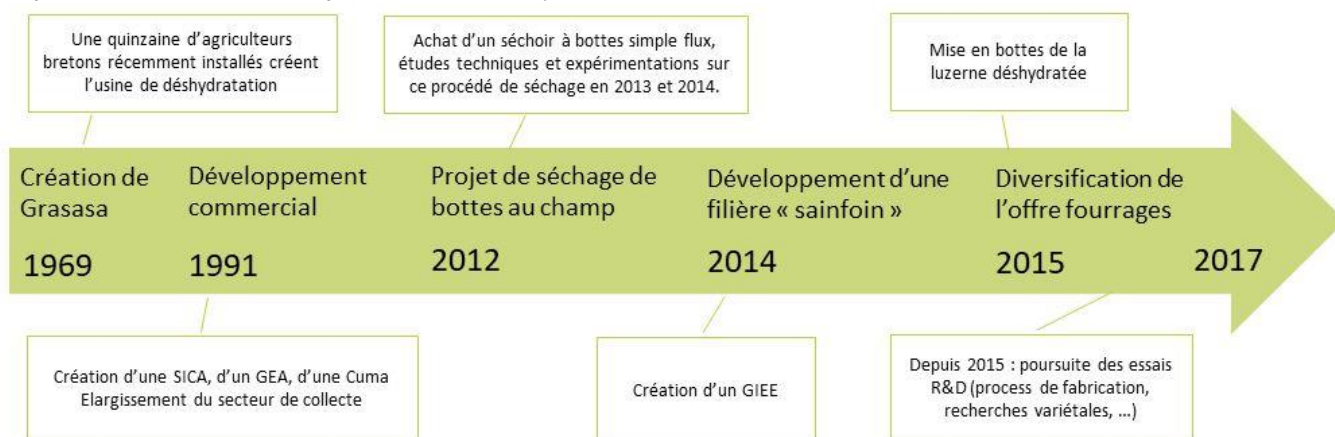 Une quinzaine d'agriculteurs
bretons récemment installés créent
l'usine de déshydratation
Achat d'un séchoir à bottes simple flux,
études techniques et expérimentations sur
ce procédé de séchage en 2013 et 2014.
Mise en bottes de la
luzerne déshydratée
Création de
Grasasa
1969
Développement
commercial
1991
Projet de séchage de
bottes au champ
2012
Développement d'une
filière « sainfoin »
2014
Diversification de
l'offre fourrages
2015
2017
Création d'une SICA, d'un GEA, d'une Cuma
Elargissement du secteur de collecte
Création d'un GIEE
Depuis 2015 : poursuite des essais
R&D (process de fabrication,
recherches variétales, ...)